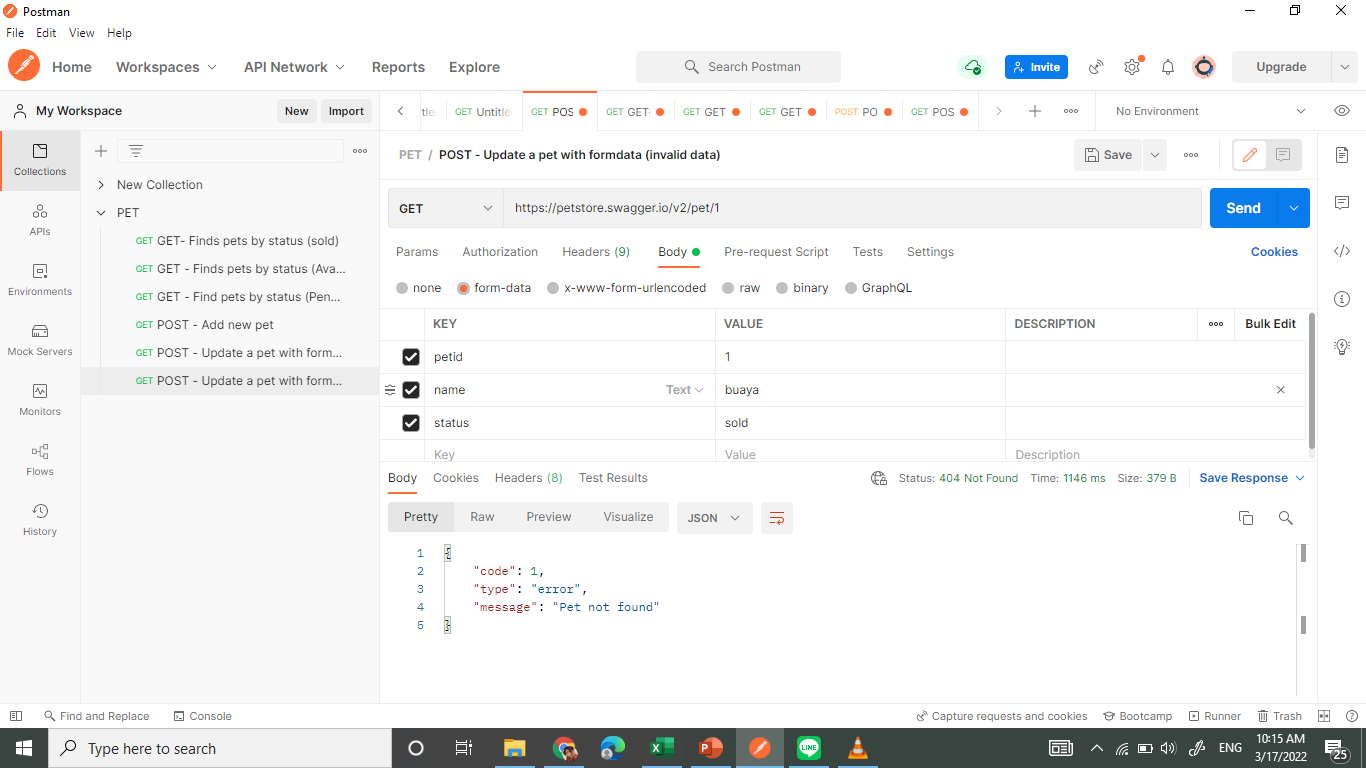 Postman
File Edit View Help
Home Workspaces API Network Reports Explore Search Postman Invite Upgrade
My Workspace New Import
GET Untitle GET POS GET GET- GET GET GET GET POST PO GET POS No Environment
Collections
APIs
Environments
Mock Servers
Monitors
Flows
History
New Collection
PET
GET GET- Finds pets by status (sold)
GET GET - Finds pets by status (Ava...
GET GET - Find pets by status (Pen...
GET POST - Add new pet
GET POST - Update a pet with form...
GET POST - Update a pet with form...
PET / POST - Update a pet with formdata (invalid data) Save
GET https://petstore.swagger.io/v2/pet/1 Send
Params Authorization Headers (9) Body Pre-request Script Tests Settings Cookies
none form-data x-www-form-urlencoded raw binary GraphQL
KEY VALUE DESCRIPTION Bulk Edit
petid 1
name Text buaya
status sold
Key Value Description
Body Cookies Headers (8) Test Results Status: 404 Not Found Time: 1146 ms Size: 379 B Save Response
Pretty Raw Preview Visualize JSON
1 {
2 "code": 1,
3 "type": "error",
4 "message": "Pet not found"
5 }
Find and Replace Console Capture requests and cookies Bootcamp Runner Trash
Type here to search ENG 10:15 AM
3/17/2022 25